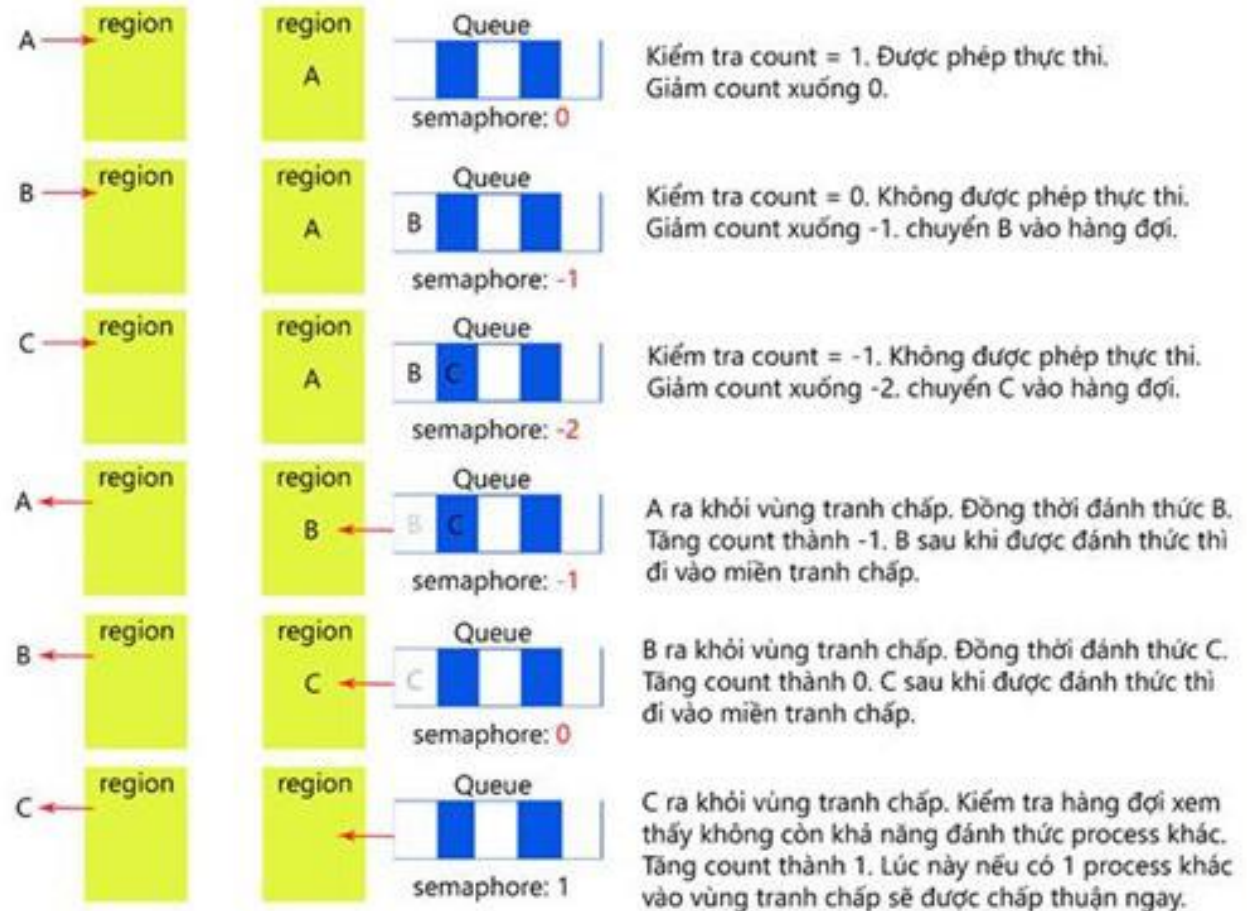 A
region
region
A
Queue
semaphore: 0
Kiểm tra count = 1. Được phép thực thi.
Giảm count xuống 0.
B
region
region
A
Queue
B
semaphore: -1
Kiểm tra count = 0. Không được phép thực thi.
Giảm count xuống -1. chuyển B vào hàng đợi.
C
region
region
A
Queue
B C
semaphore: -2
Kiểm tra count = -1. Không được phép thực thi.
Giảm count xuống -2. chuyển C vào hàng đợi.
A
region
region
B
Queue
B C
semaphore: -1
A ra khỏi vùng tranh chấp. Đồng thời đánh thức B.
Tăng count thành -1. B sau khi được đánh thức thì
đi vào miền tranh chấp.
B
region
region
C
Queue
C
semaphore: 0
B ra khỏi vùng tranh chấp. Đồng thời đánh thức C.
Tăng count thành 0. C sau khi được đánh thức thì
đi vào miền tranh chấp.
C
region
region
Queue
semaphore: 1
C ra khỏi vùng tranh chấp. Kiểm tra hàng đợi xem
thấy không còn khả năng đánh thức process khác.
Tăng count thành 1. Lúc này nếu có 1 process khác
vào vùng tranh chấp sẽ được chấp thuận ngay.